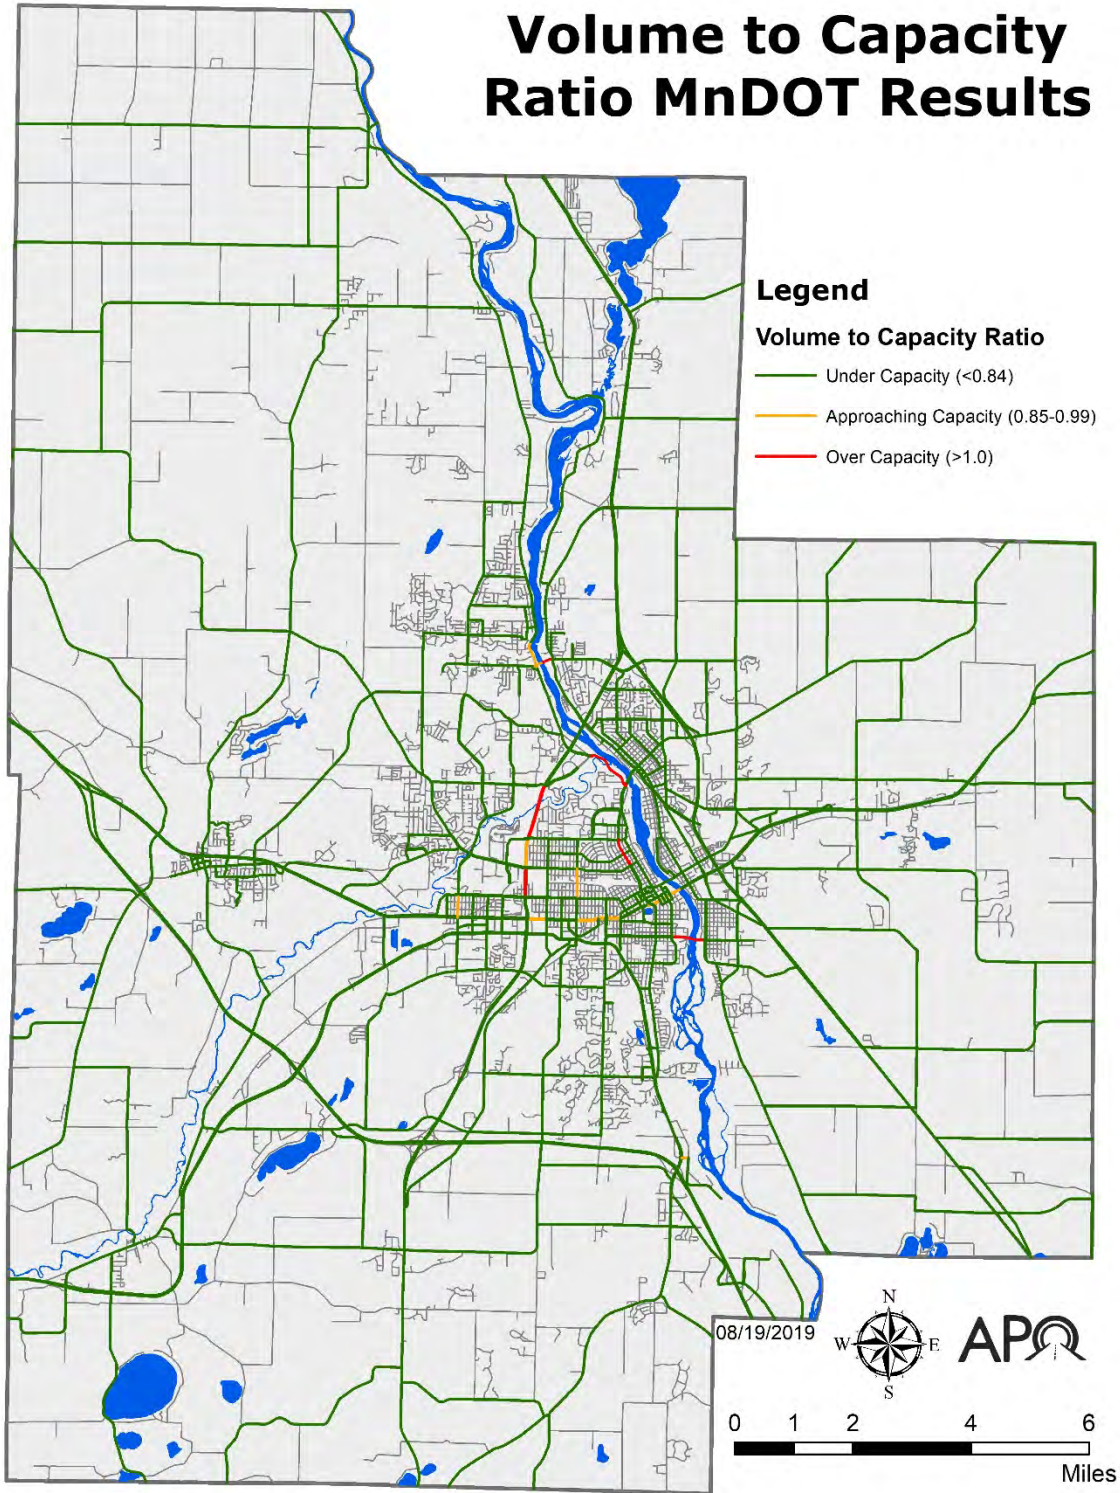 Volume to Capacity
Ratio MnDOT Results
Legend
Volume to Capacity Ratio
Under Capacity (<0.84)
Approaching Capacity (0.85-0.99)
Over Capacity (>1.0)
08/19/2019
N
W E
S
APO
0 1 2 4 6
Miles